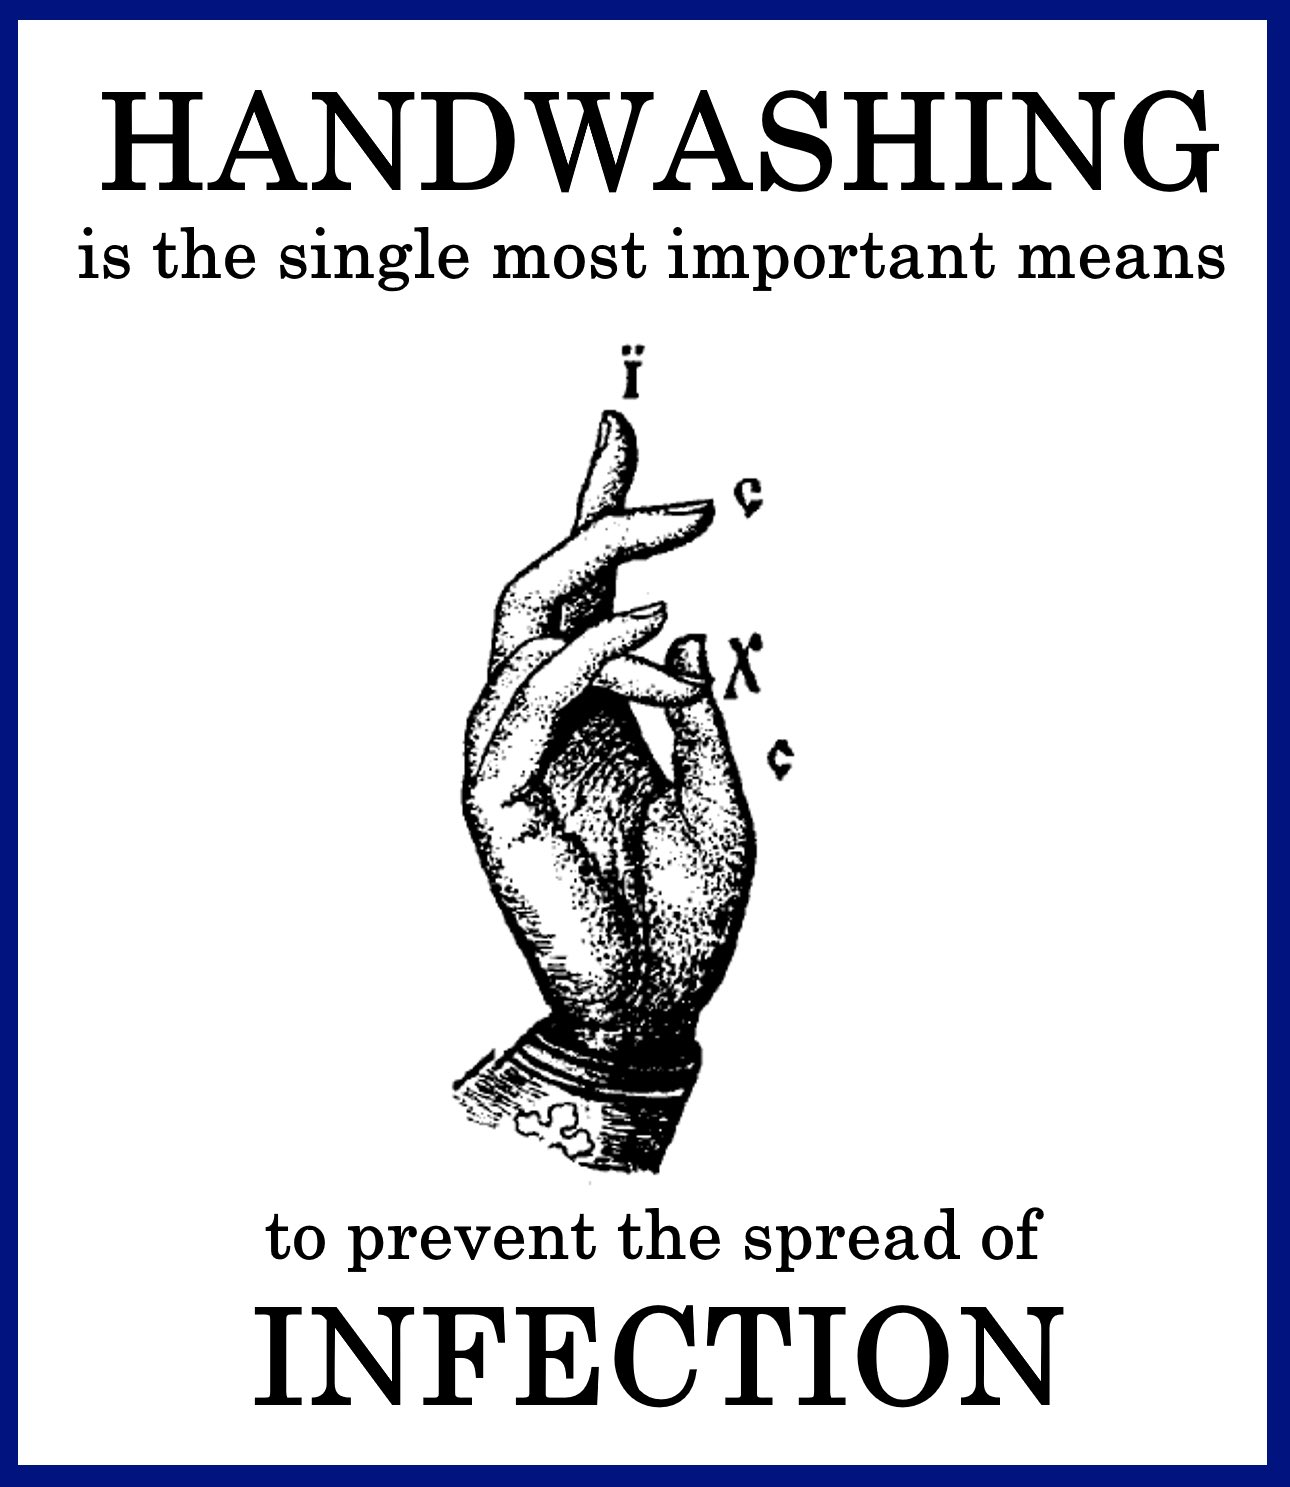 HANDWASHING
is the single most important means
ї
с
Х
с
to prevent the spread of
INFECTION